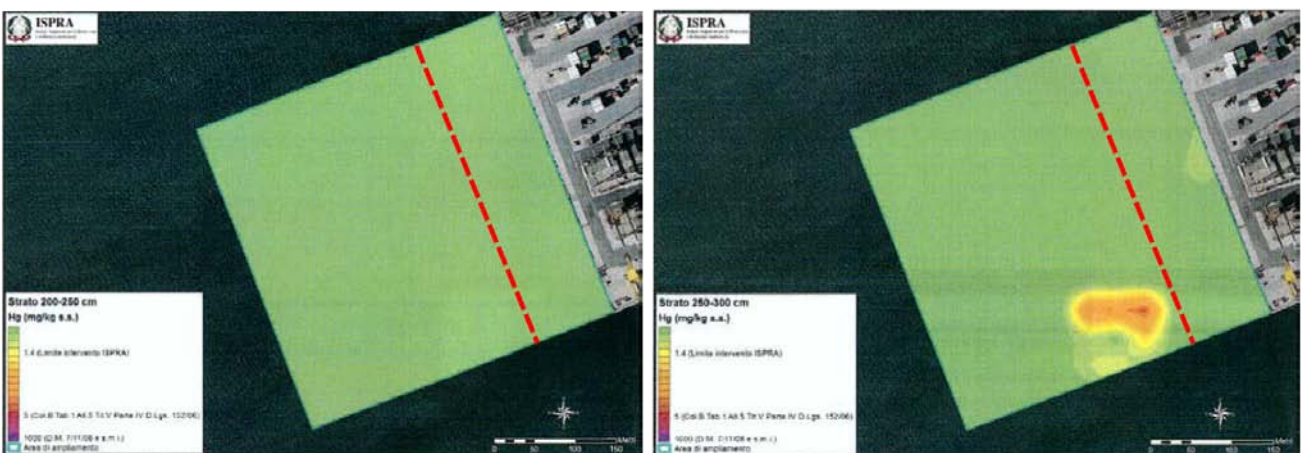 ISPRA
Strato 200-250 cm
Hg (mg/kg s.s.)
1.4 (Limite intervento ISPRA)
5 (Col.B Tab.1 All.5 Tit.V Parte IV D.Lgs. 152/06)
1000 (D.M. 7/11/08 e s.m.i.)
Area di ampliamento
0 50 100 150
Metri
ISPRA
Strato 250-300 cm
Hg (mg/kg s.s.)
1.4 (Limite intervento ISPRA)
5 (Col.B Tab.1 All.5 Tit.V Parte IV D.Lgs. 152/06)
1000 (D.M. 7/11/08 e s.m.i.)
Area di ampliamento
0 50 100 150
Metri